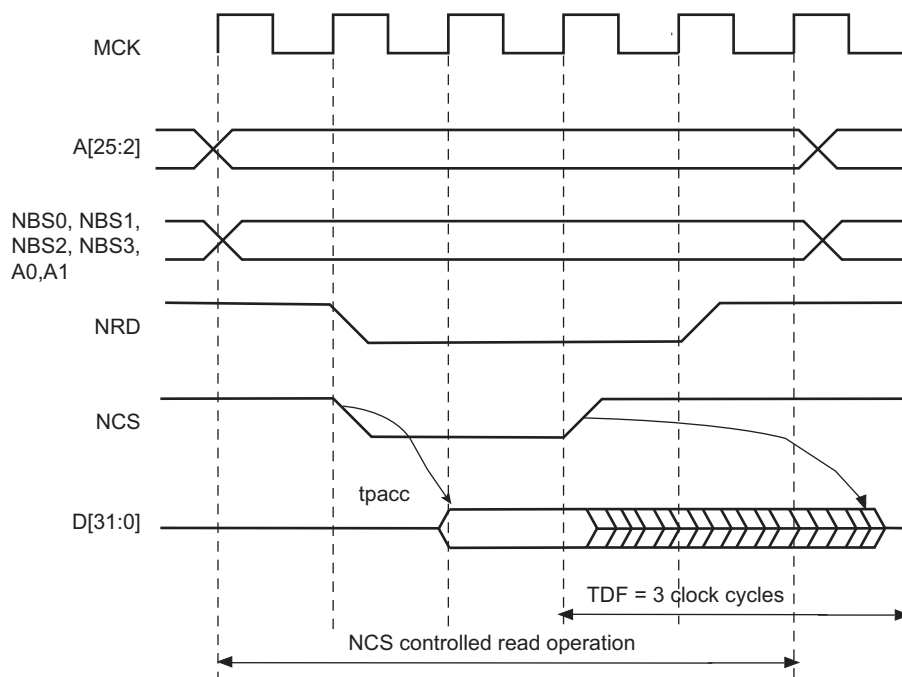 MCK
A[25:2]
NBS0, NBS1,
NBS2, NBS3,
A0,A1
NRD
NCS
tpacc
D[31:0]
TDF = 3 clock cycles
NCS controlled read operation